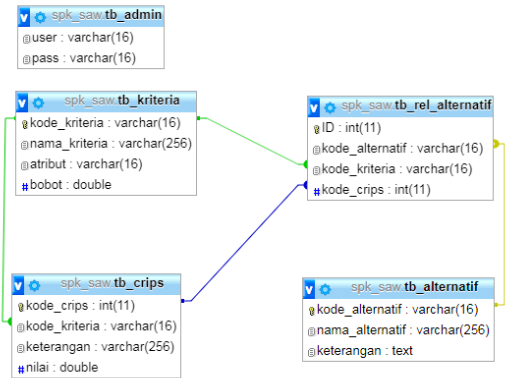 spk_saw.tb_admin
user : varchar(16)
pass : varchar(16)
spk_saw.tb_kriteria
kode_kriteria : varchar(16)
nama_kriteria : varchar(256)
atribut : varchar(16)
# bobot : double
spk_saw.tb_rel_alternatif
ID : int(11)
kode_alternatif : varchar(16)
kode_kriteria : varchar(16)
# kode_crips : int(11)
spk_saw.tb_crips
kode_crips : int(11)
kode_kriteria : varchar(16)
keterangan : varchar(256)
# nilai : double
spk_saw.tb_alternatif
kode_alternatif : varchar(16)
nama_alternatif : varchar(256)
keterangan : text